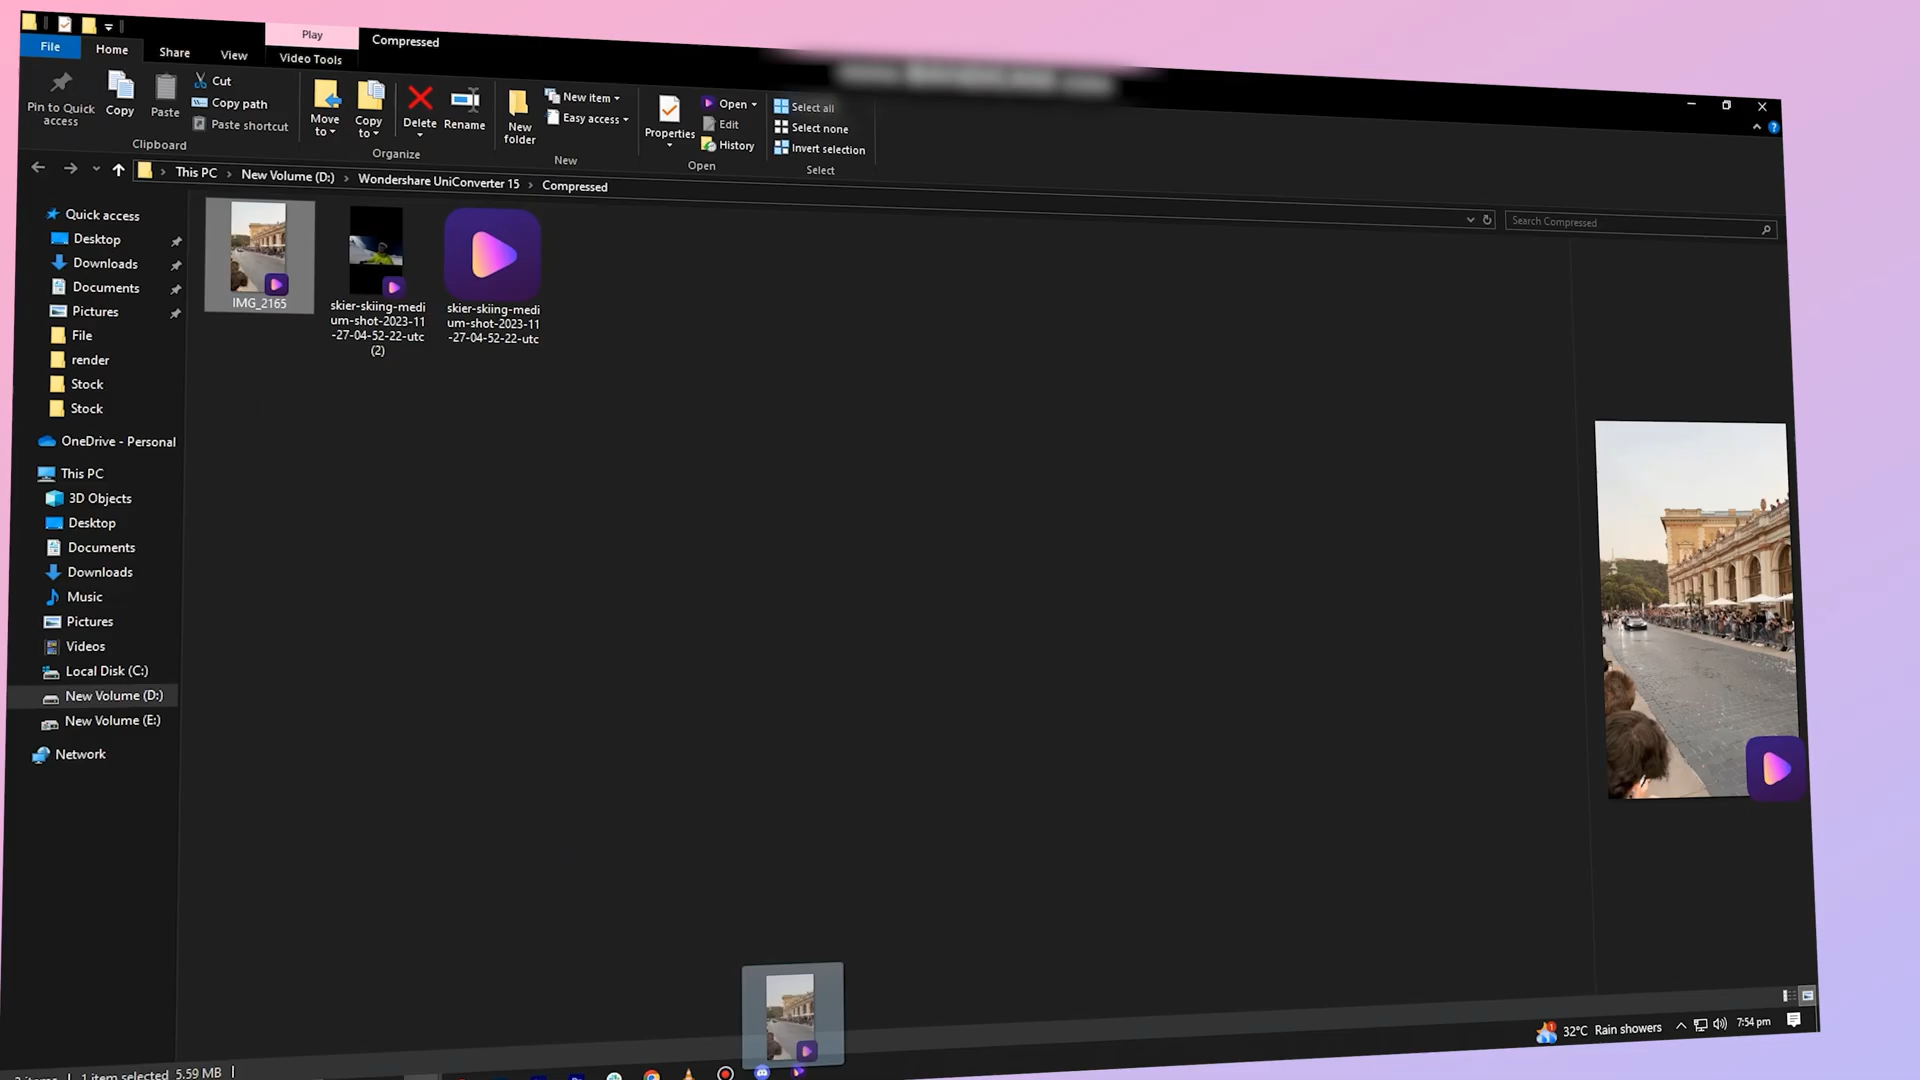 Play
Compressed
File
Home
Share
View
Video Tools
Pin to Quick
access
Copy
Paste
Cut
Copy path
Paste shortcut
Clipboard
Move
to
Copy
to
Delete
Rename
Organize
New
folder
New item
Easy access
New
Properties
Open
Edit
History
Open
Select all
Select none
Invert selection
Select
This PC
New Volume (D:)
Wondershare UniConverter 15
Compressed
Search Compressed
Quick access
Desktop
Downloads
Documents
Pictures
File
render
Stock
Stock
OneDrive - Personal
This PC
3D Objects
Desktop
Documents
Downloads
Music
Pictures
Videos
Local Disk (C:)
New Volume (D:)
New Volume (E:)
Network
IMG_2165
skier-skiing-medi
um-shot-2023-11
-27-04-52-22-utc
(2)
skier-skiing-medi
um-shot-2023-11
-27-04-52-22-utc
32°C Rain showers
7:54 pm
items 1 item selected 5.59 MB